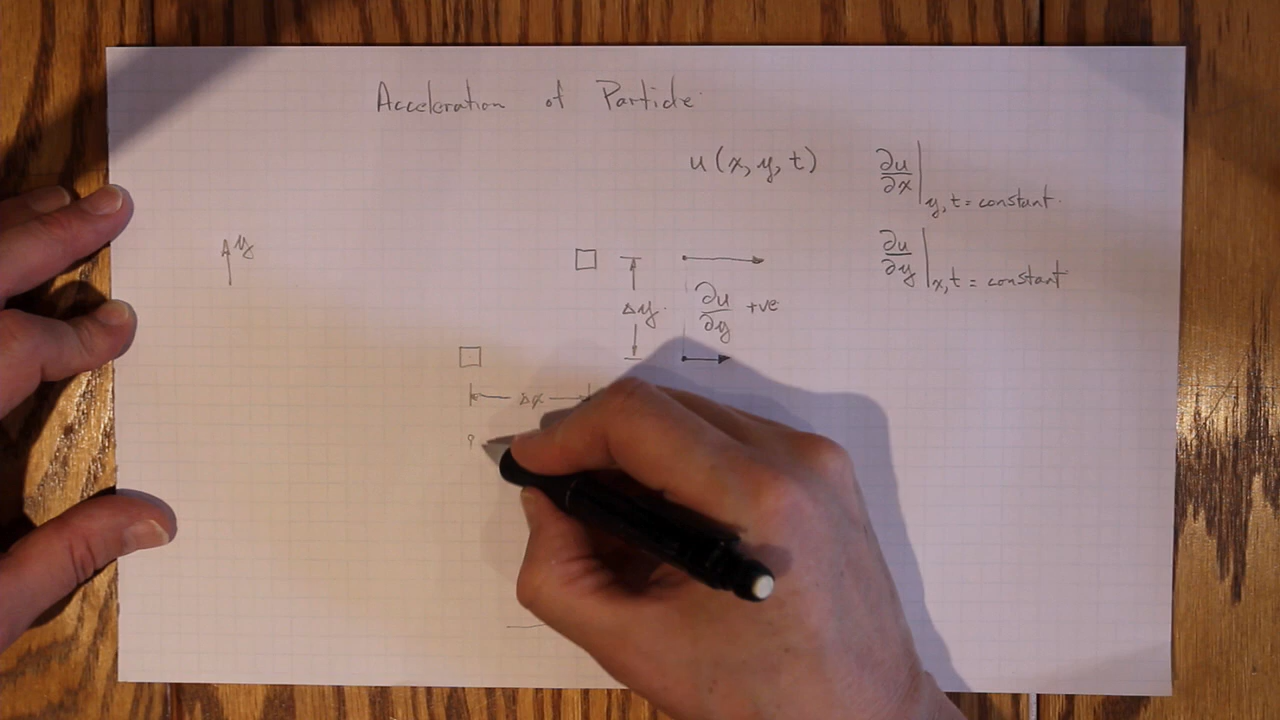 Acceleration of Particle
u(x,y,t)
∂u/∂x |y,t = constant.
y
∂u/∂y |x,t = constant
Δy.
∂u/∂y +ve
Δx